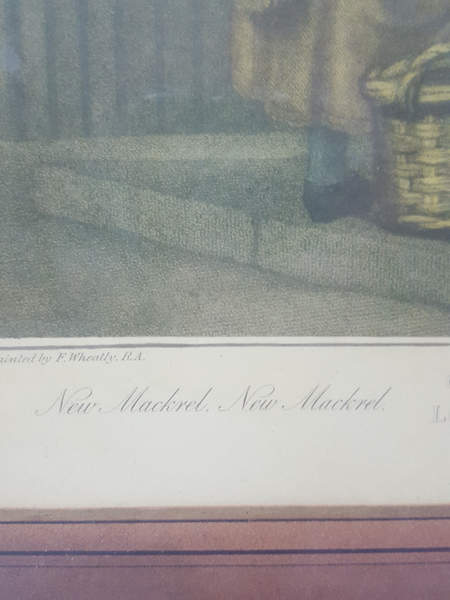 ainted by F. Wheatly, R.A.
New Mackrel, New Mackrel.
L